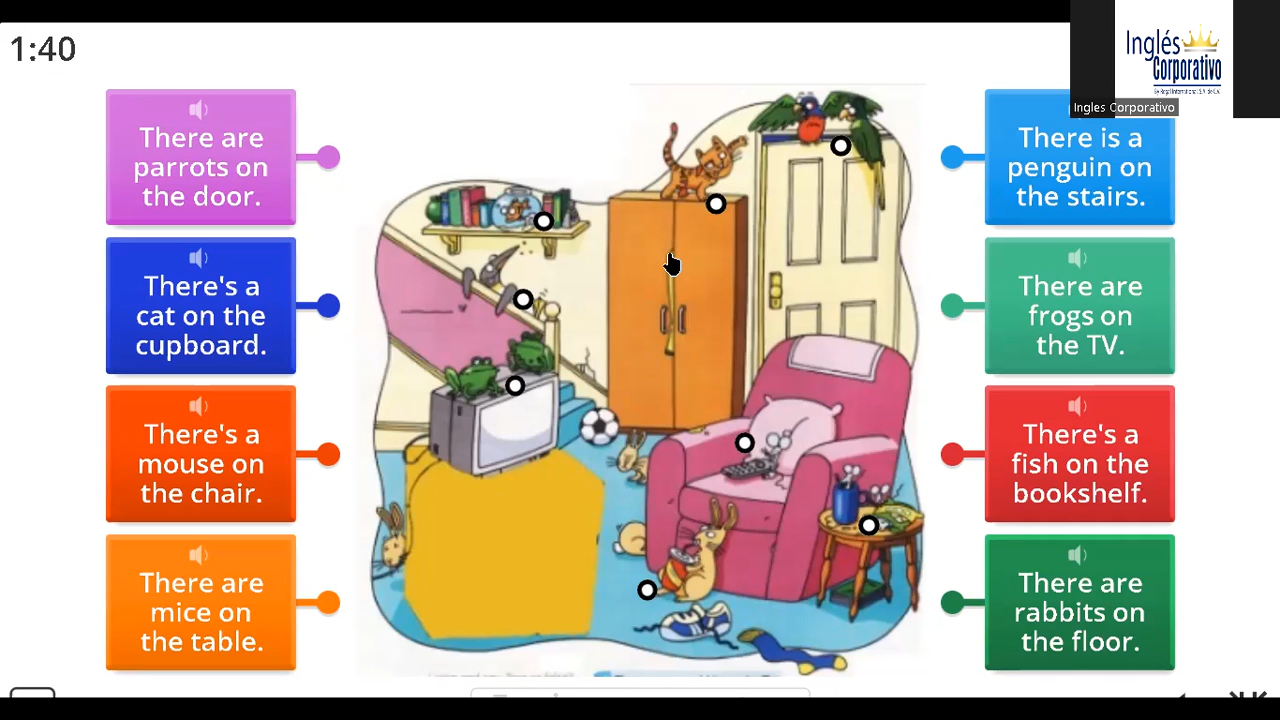 1:40
There are
parrots on
the door.
There's a
cat on the
cupboard.
There's a
mouse on
the chair.
There are
mice on
the table.
Inglés
Corporativo
Ingles Corporativo
There is a
penguin on
the stairs.
There are
frogs on
the TV.
There's a
fish on the
bookshelf.
There are
rabbits on
the floor.